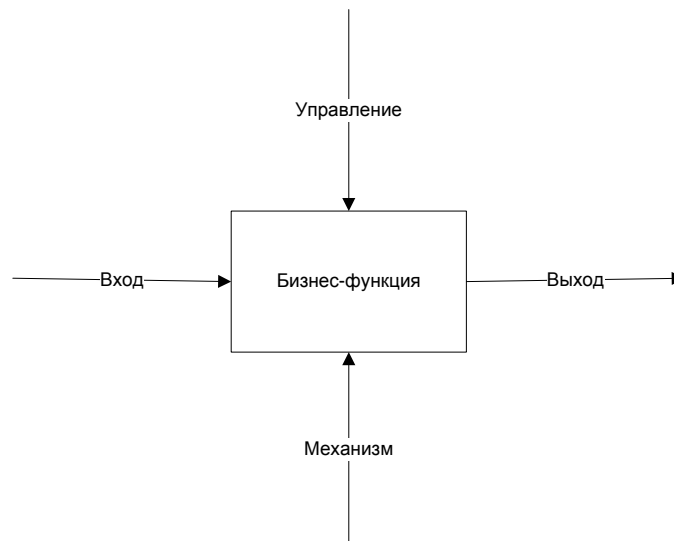 Управление
Вход
Бизнес-функция
Выход
Механизм